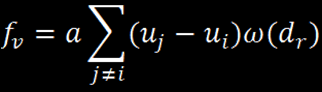 f_v = a ∑_{j≠i} (u_j − u_i)ω(d_r)